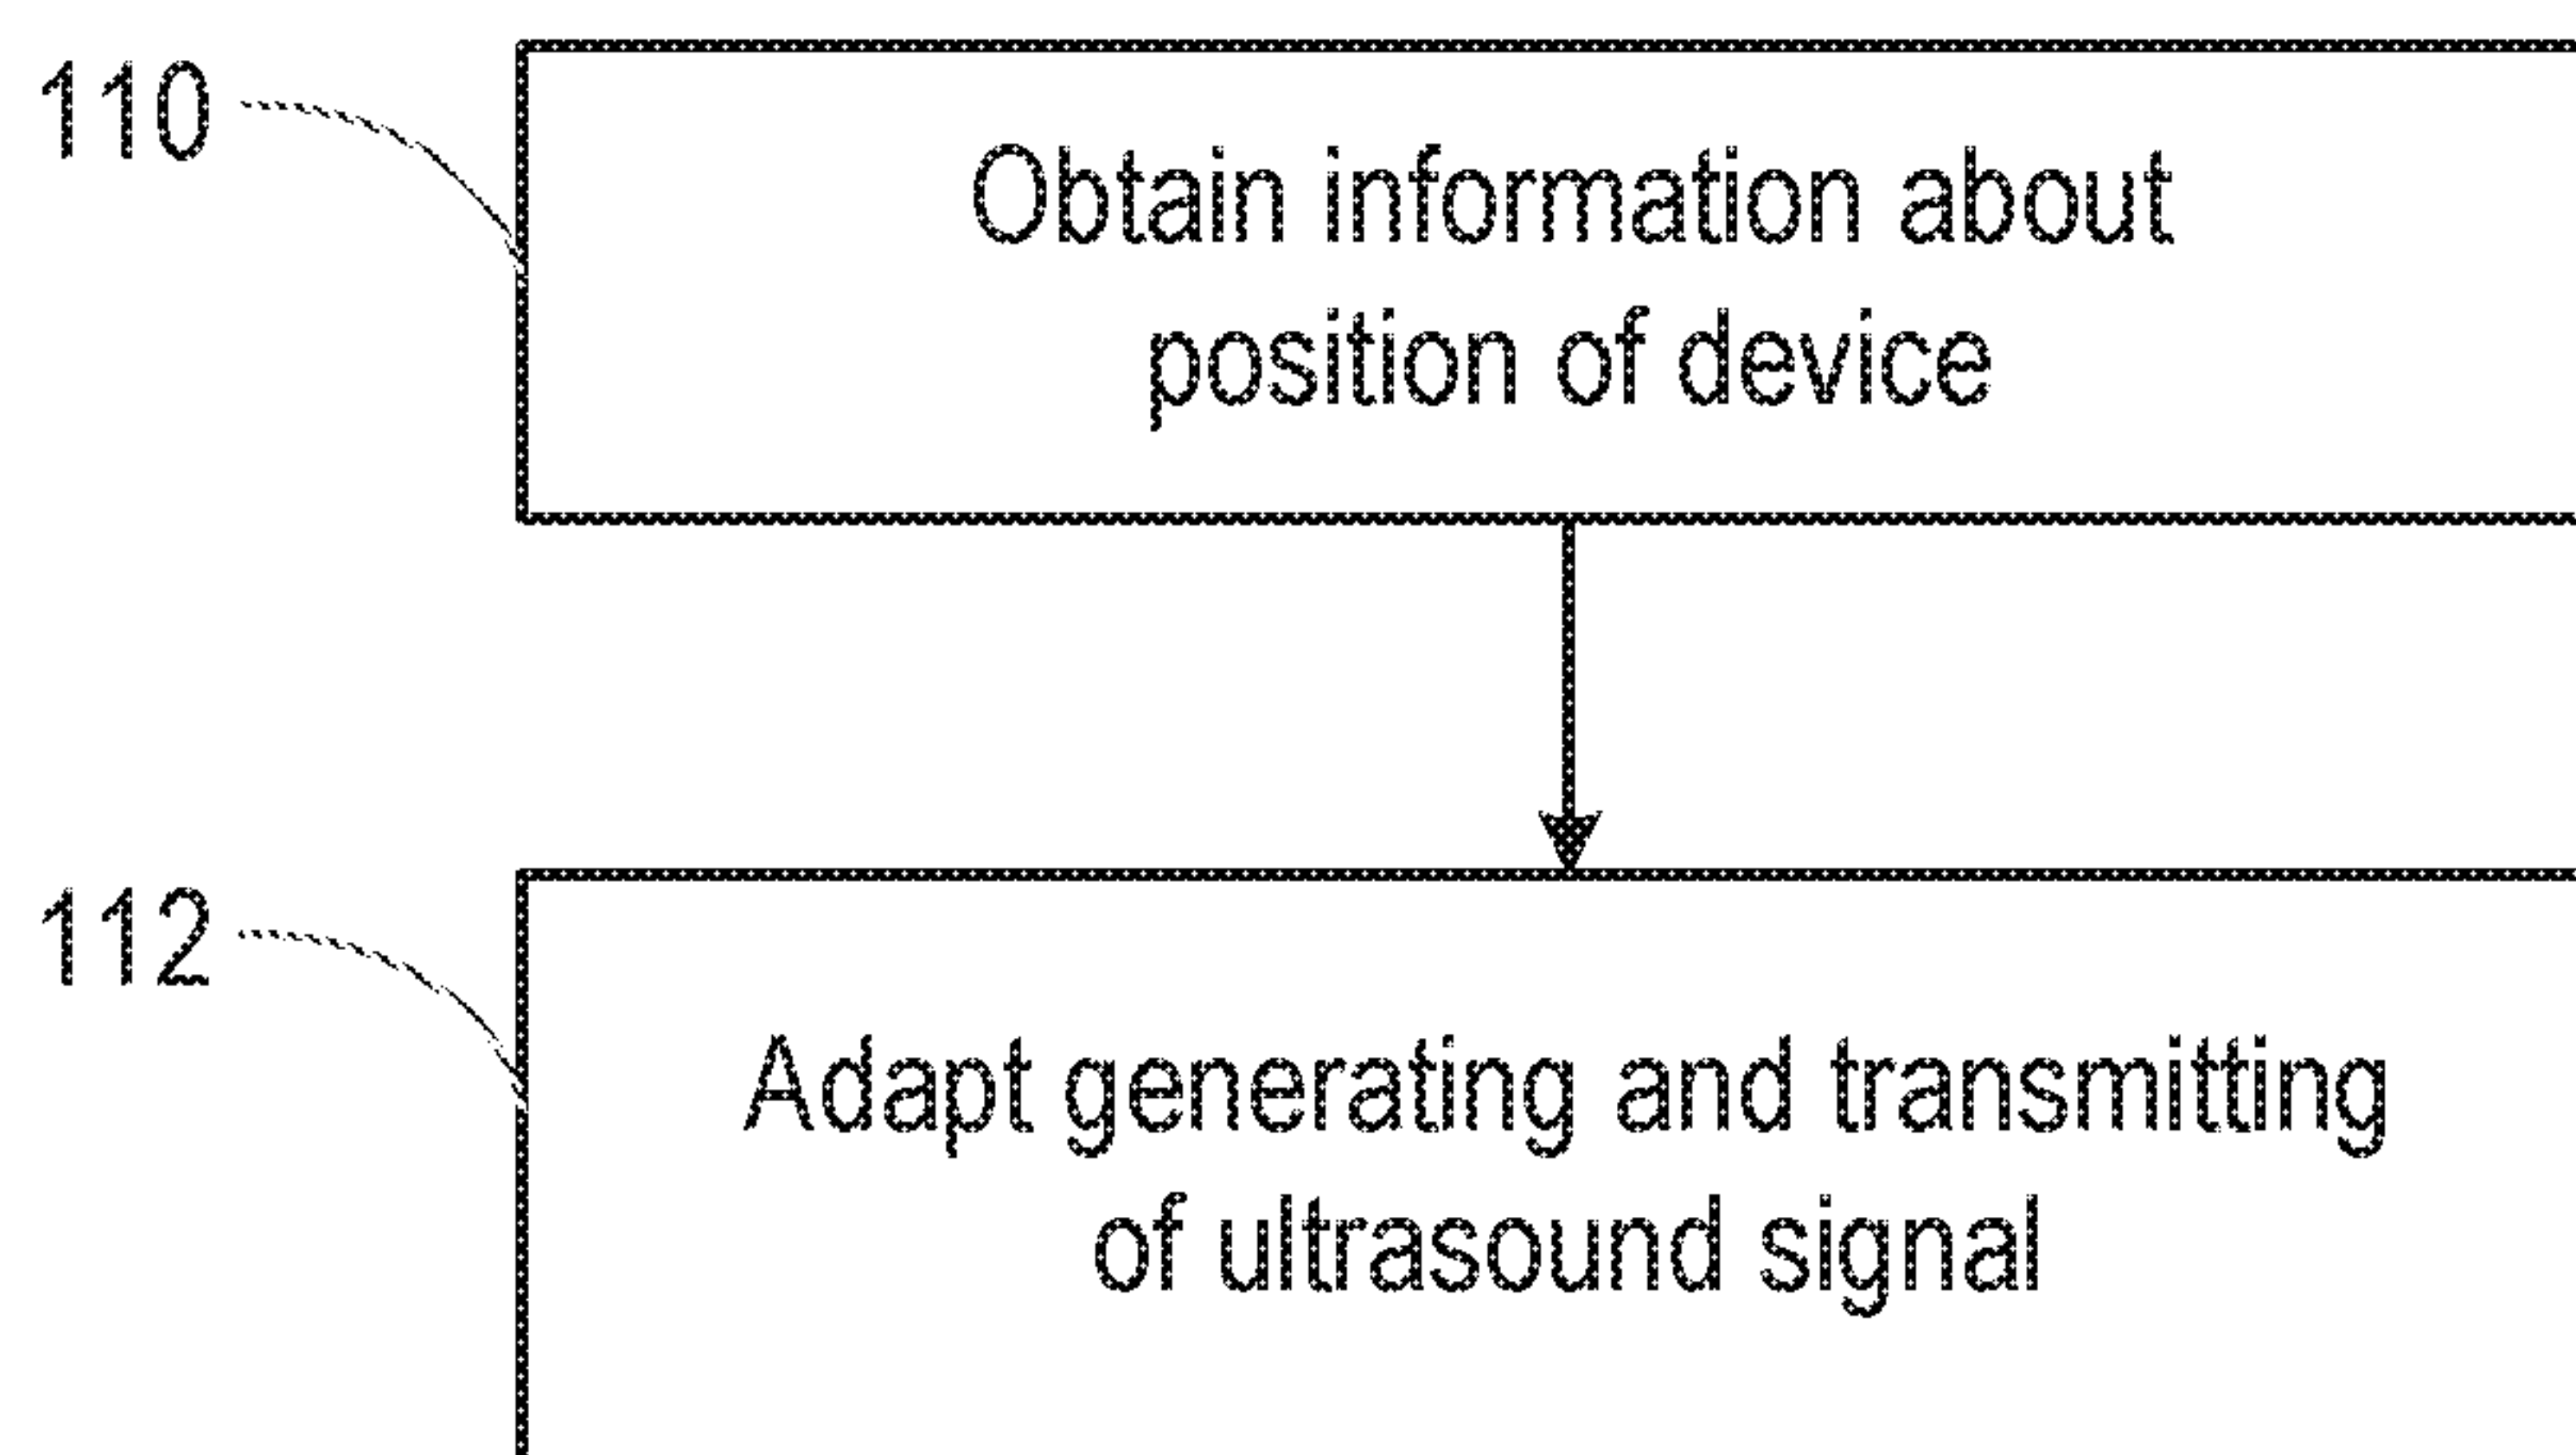 110
Obtain information about
position of device
112
Adapt generating and transmitting
of ultrasound signal